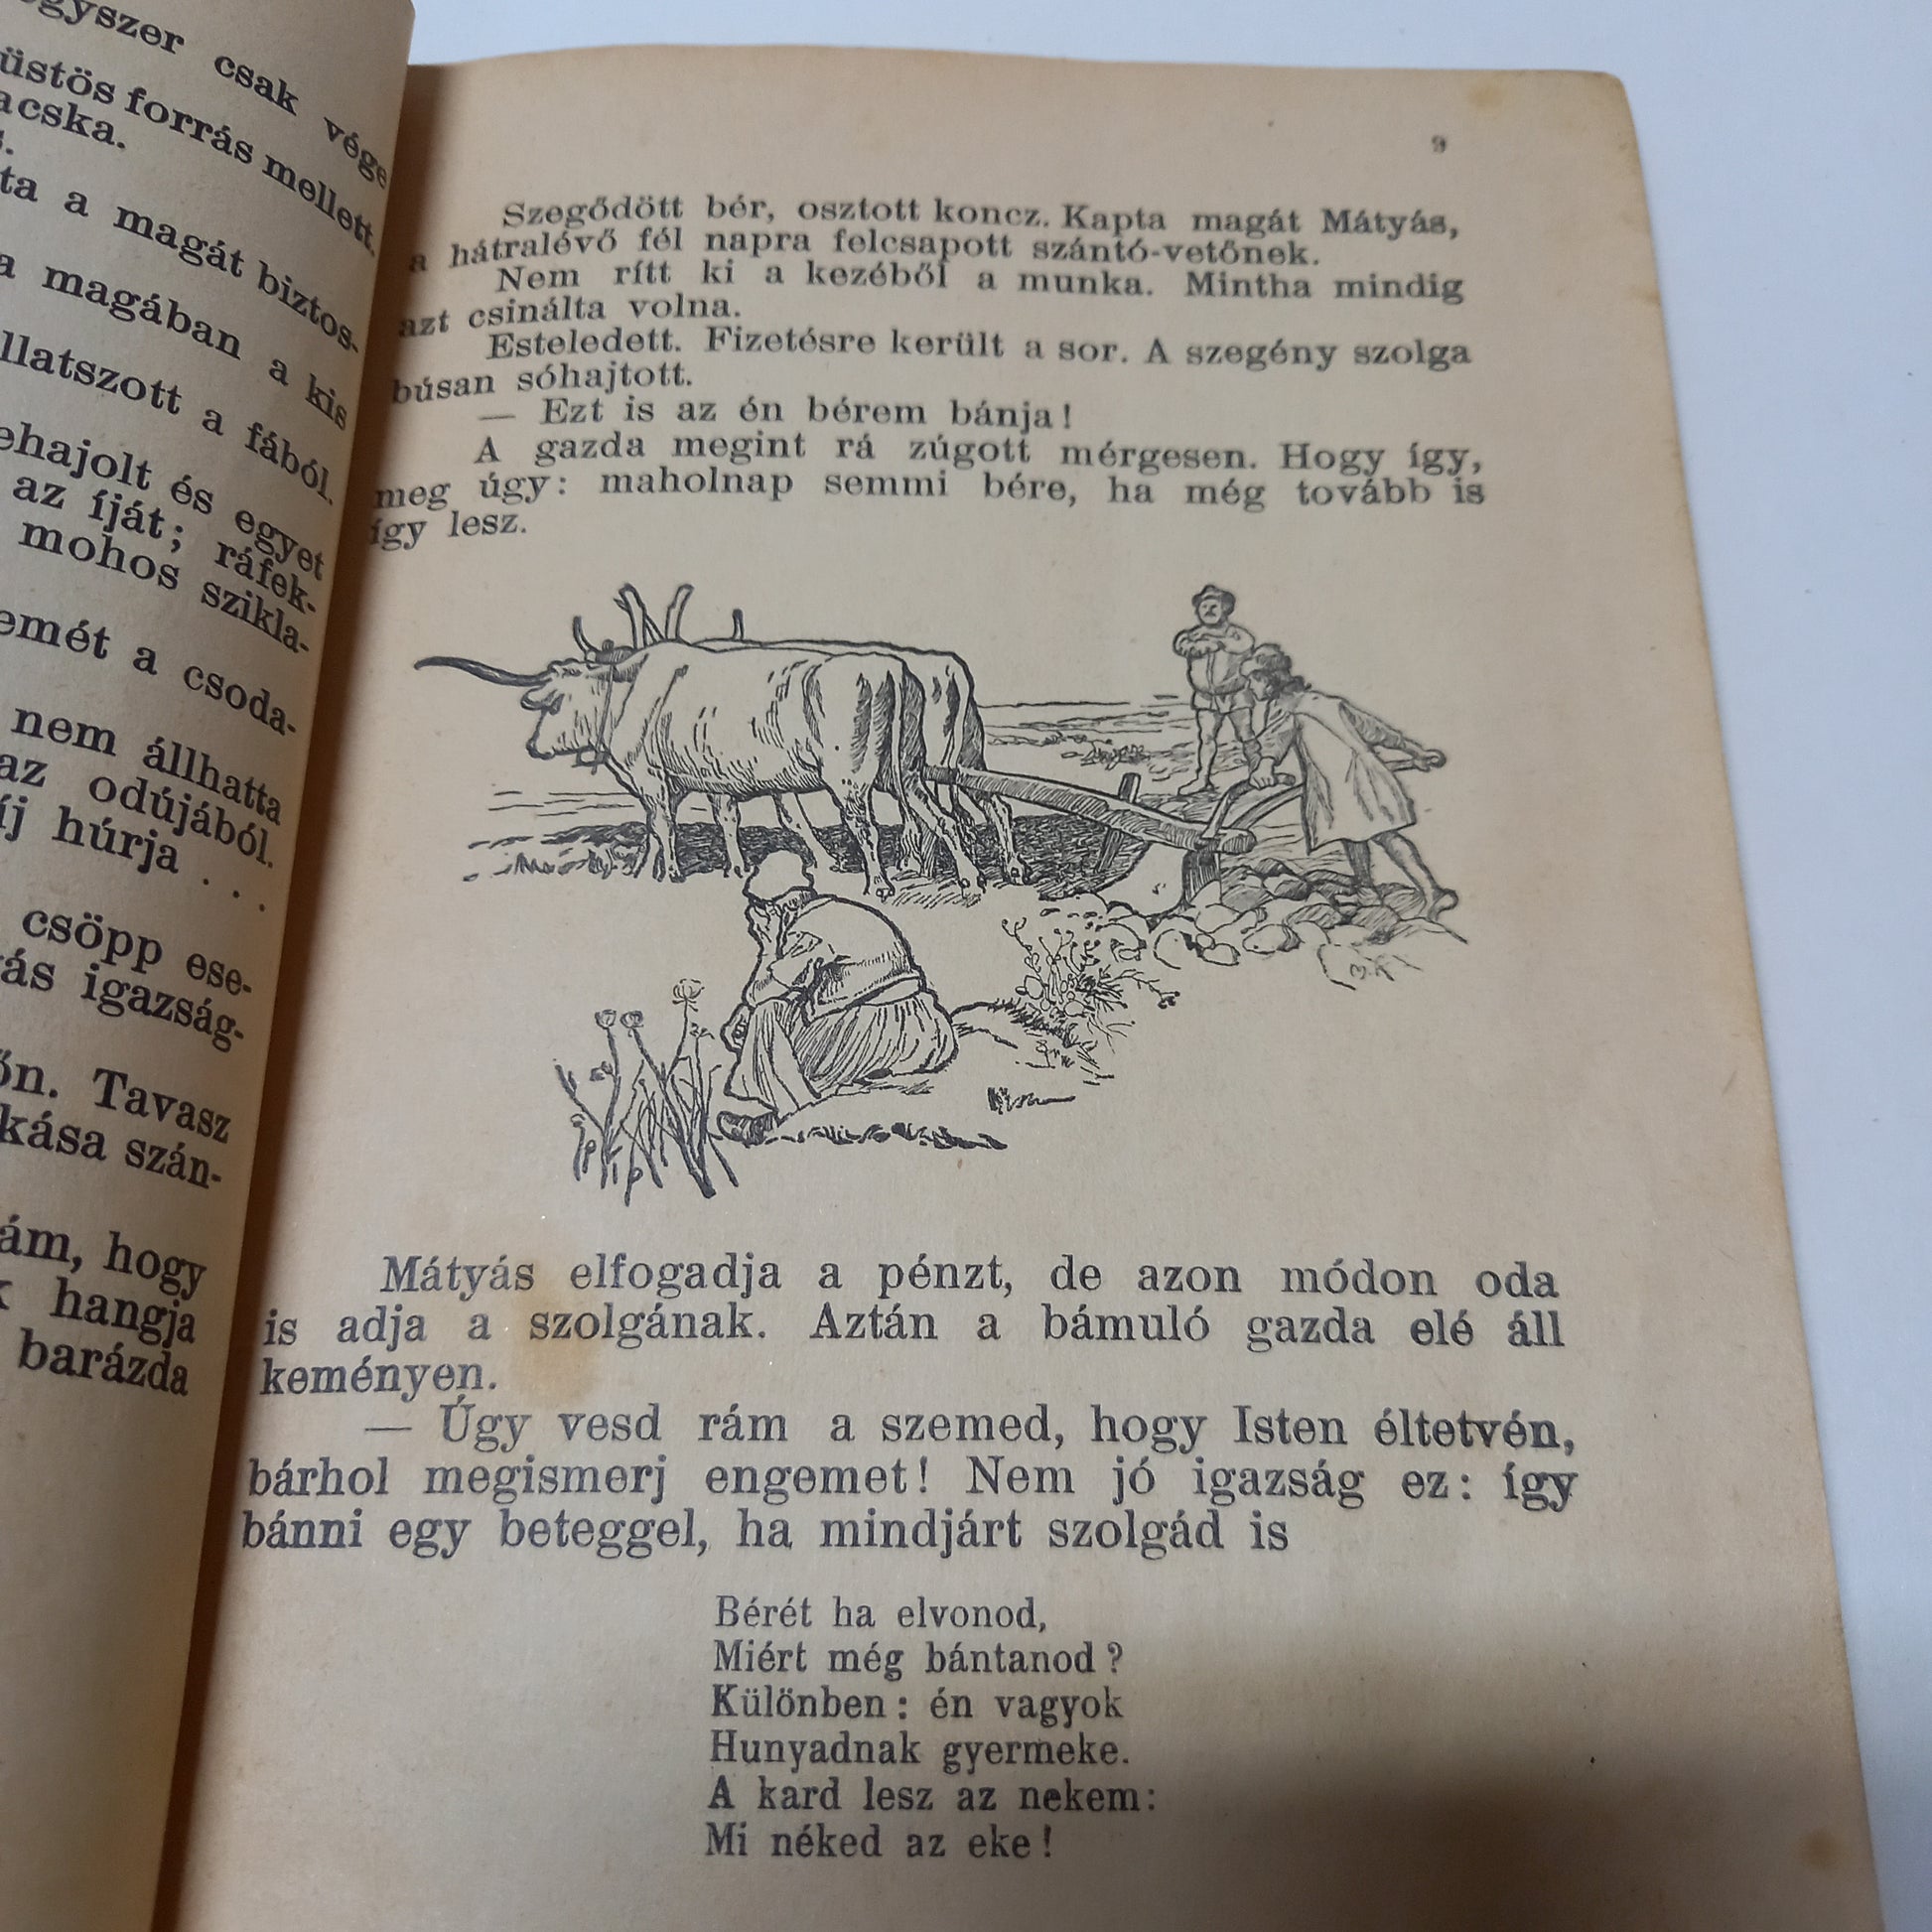 egyszer csak vége
üstös forrás mellett.
acska.
ta a magát biztos-
a magában a kis
llatszott a fából.
ehajolt és egyet
az íját; ráfek-
mohos szikla-
emét a csoda-
nem állhatta
az odújából.
íj húrja . . .
csöpp ese-
ás igazság-
őn. Tavasz
kása szán-
ám, hogy
k hangja
barázda
9
Szegődött bér, osztott koncz. Kapta magát Mátyás,
a hátralévő fél napra felcsapott szántó-vetőnek.
Nem rítt ki a kezéből a munka. Mintha mindig
azt csinálta volna.
Esteledett. Fizetésre került a sor. A szegény szolga
búsan sóhajtott.
— Ezt is az én bérem bánja!
A gazda megint rá zúgott mérgesen. Hogy így,
meg úgy: maholnap semmi bére, ha még tovább is
így lesz.
Mátyás elfogadja a pénzt, de azon módon oda
is adja a szolgának. Aztán a bámuló gazda elé áll
keményen.
— Úgy vesd rám a szemed, hogy Isten éltetvén,
bárhol megismerj engemet! Nem jó igazság ez: így
bánni egy beteggel, ha mindjárt szolgád is
Bérét ha elvonod,
Miért még bántanod?
Különben: én vagyok
Hunyadnak gyermeke.
A kard lesz az nekem:
Mi néked az eke!